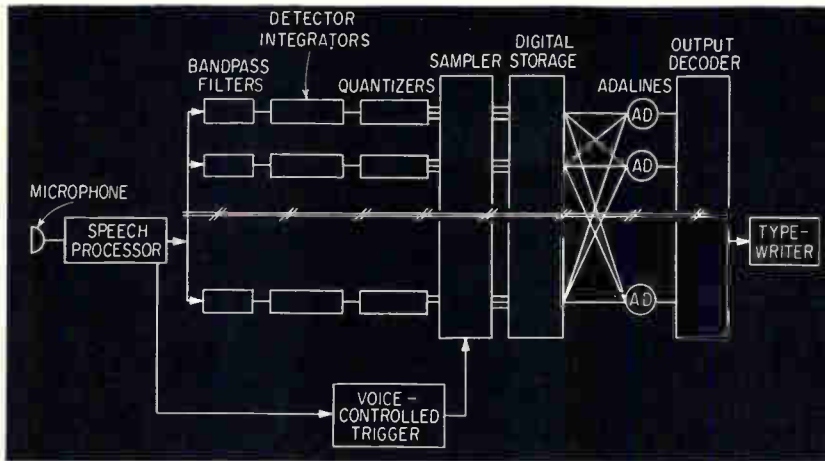 DETECTOR
INTEGRATORS
BANDPASS
FILTERS
QUANTIZERS
SAMPLER
DIGITAL
STORAGE
ADALINES
OUTPUT
DECODER
AD
AD
AD
MICROPHONE
SPEECH
PROCESSOR
TYPE-
WRITER
VOICE-
CONTROLLED
TRIGGER